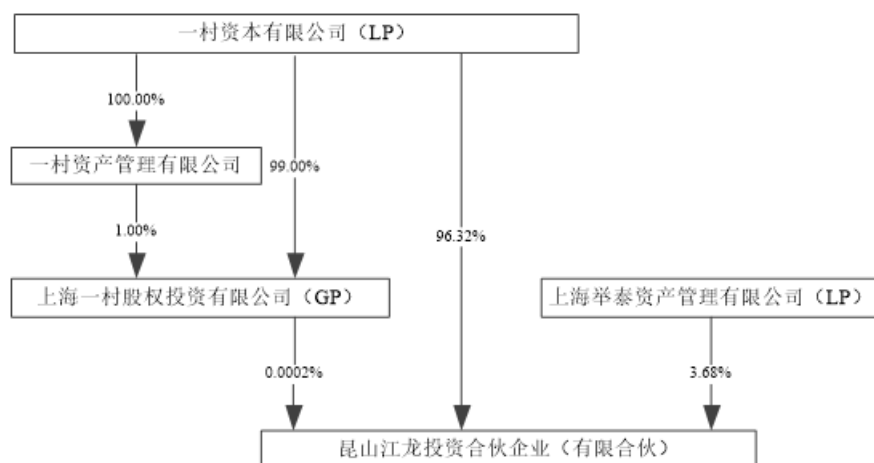 一村资本有限公司（LP）
100.00%
一村资产管理有限公司
99.00%
1.00%
96.32%
上海一村股权投资有限公司（GP）
上海举泰资产管理有限公司（LP）
0.0002%
3.68%
昆山江龙投资合伙企业（有限合伙）